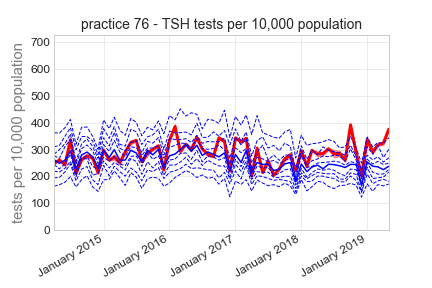 practice 76 - TSH tests per 10,000 population
tests per 10,000 population
700
600
500
400
300
200
100
0
January 2015
January 2016
January 2017
January 2018
January 2019